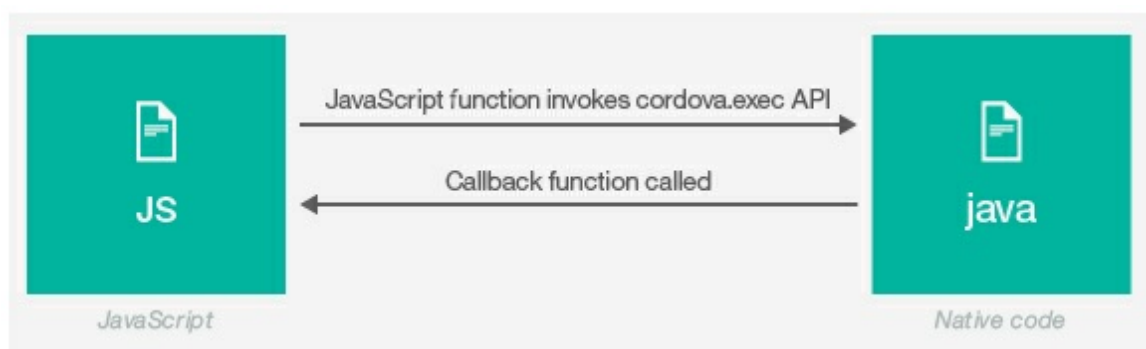 JavaScript function invokes cordova.exec API
Callback function called
JS
java
JavaScript
Native code